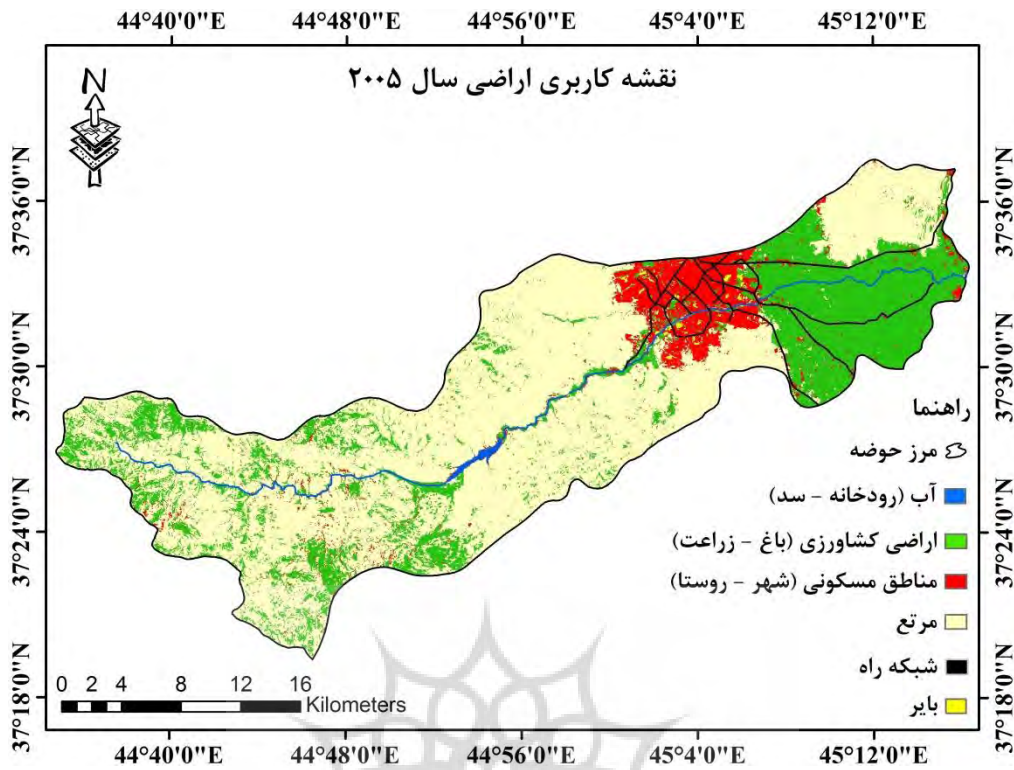 44°40'0"E 44°48'0"E 44°56'0"E 45°4'0"E 45°12'0"E
نقشه کاربری اراضی سال ۲۰۰۵
N
37°36'0"N 37°36'0"N
37°30'0"N 37°30'0"N
37°24'0"N 37°24'0"N
37°18'0"N 37°18'0"N
راهنما
مرز حوضه
آب (رودخانه - سد)
اراضی کشاورزی (باغ - زراعت)
مناطق مسکونی (شهر - روستا)
مرتع
شبکه راه
بایر
0 2 4 8 12 16
Kilometers
44°40'0"E 44°48'0"E 44°56'0"E 45°4'0"E 45°12'0"E